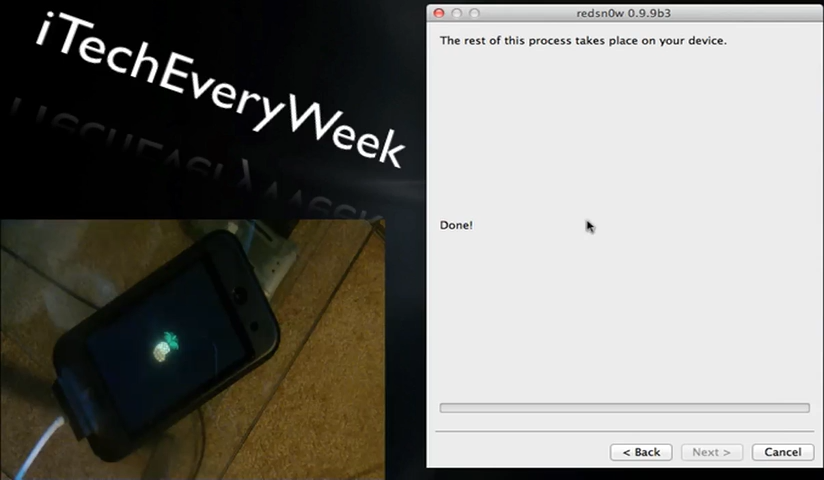 iTechEveryWeek
redsn0w 0.9.9b3
The rest of this process takes place on your device.
Done!
< Back
Next >
Cancel